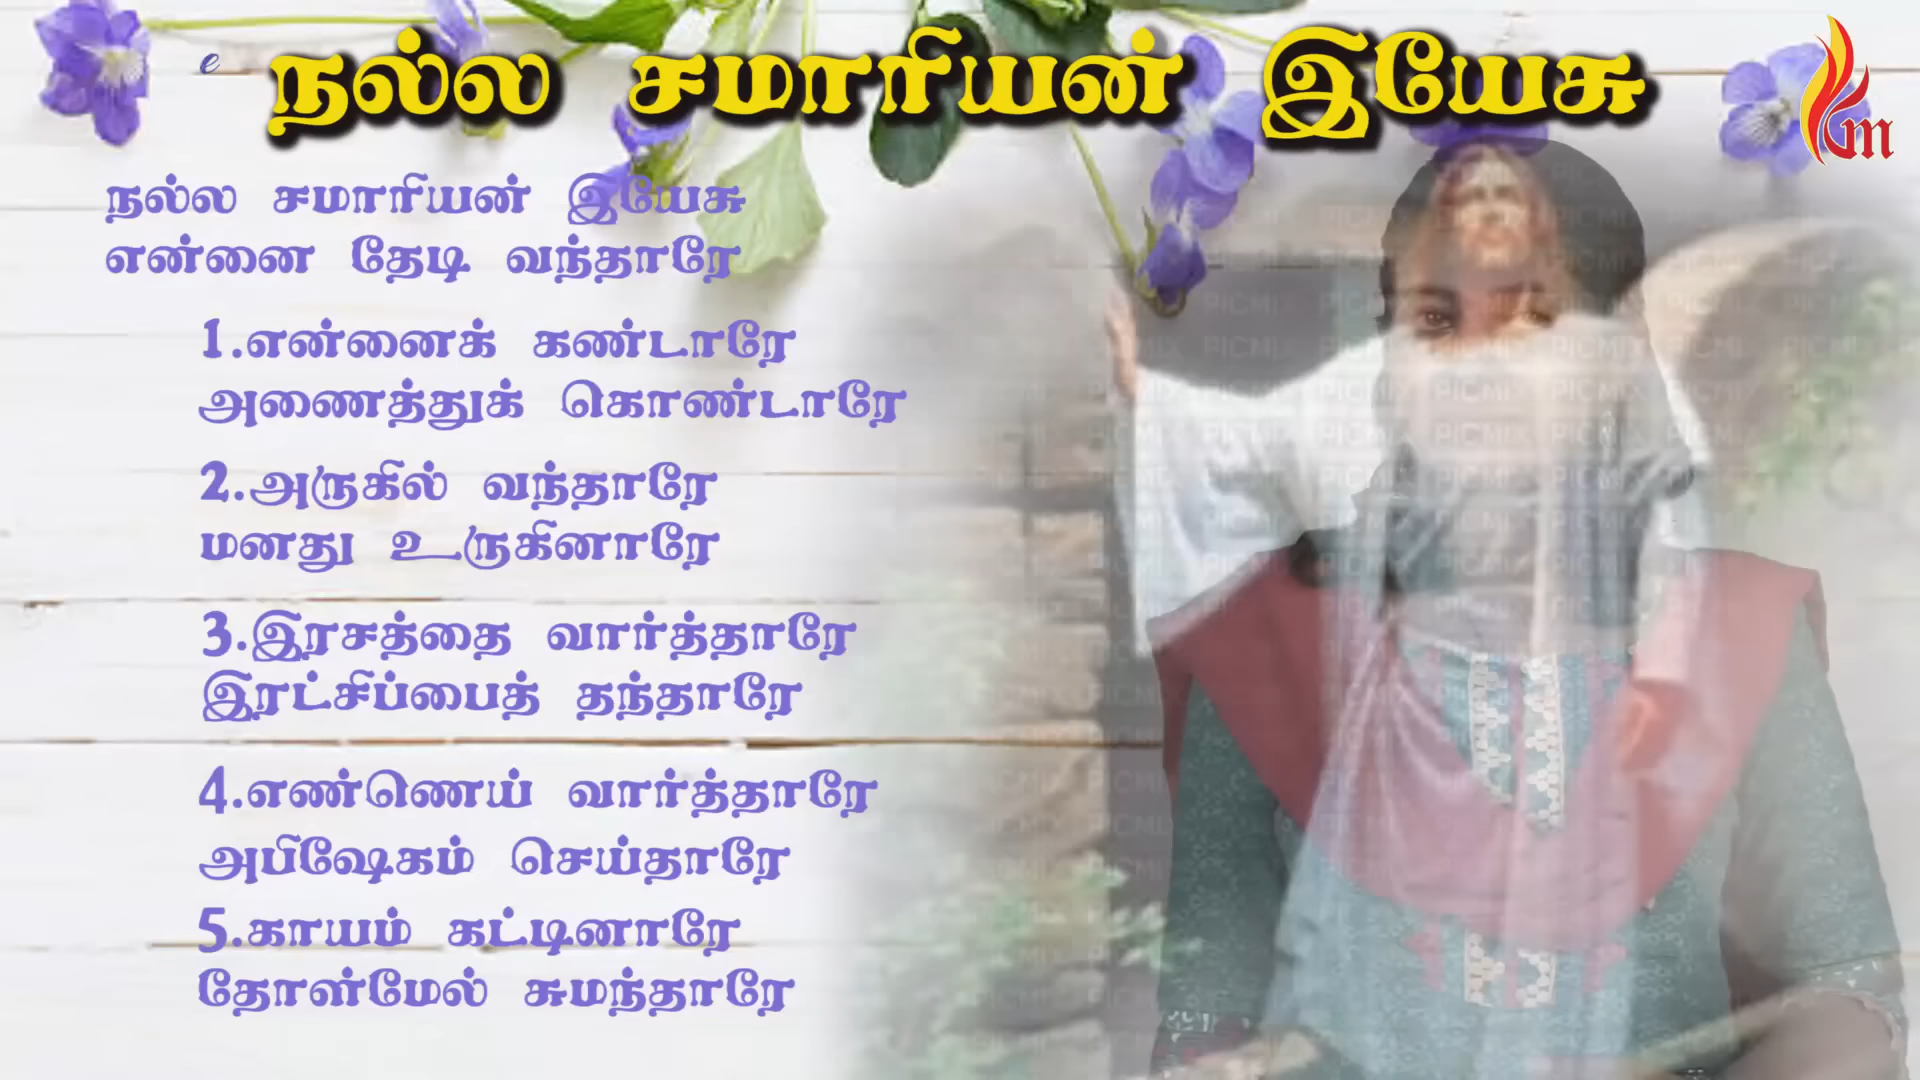 நல்ல சமாரியன் இயேசு
நல்ல சமாரியன் இயேசு
என்னை தேடி வந்தாரே
1.என்னைக் கண்டாரே
அணைத்துக் கொண்டாரே
2.அருகில் வந்தாரே
மனது உருகினாரே
3.இரசத்தை வார்த்தாரே
இரட்சிப்பைத் தந்தாரே
4.எண்ணெய் வார்த்தாரே
அபிஷேகம் செய்தாரே
5.காயம் கட்டினாரே
தோள்மேல் சுமந்தாரே